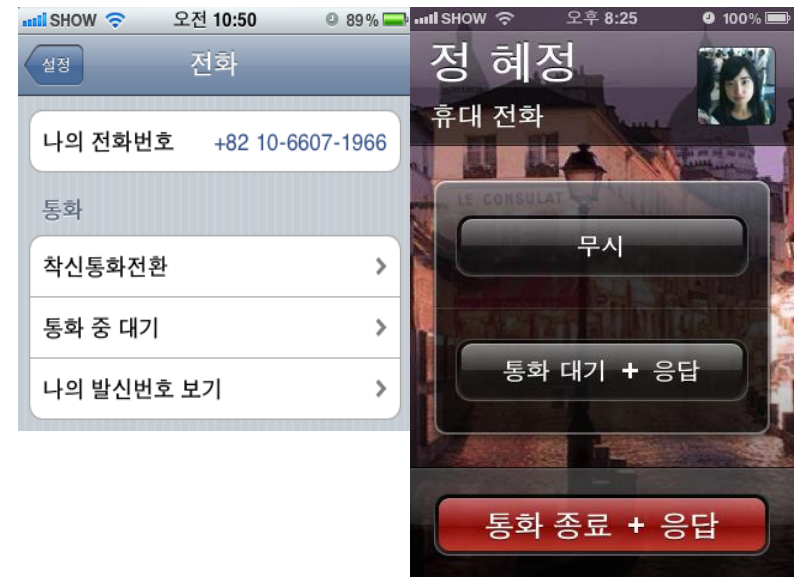 SHOW 오전 10:50 89%
설정 전화
나의 전화번호 +82 10-6607-1966
통화
착신통화전환
통화 중 대기
나의 발신번호 보기
SHOW 오후 8:25 100%
정 혜정
휴대 전화
LE CONSULAT
무시
통화 대기 + 응답
통화 종료 + 응답